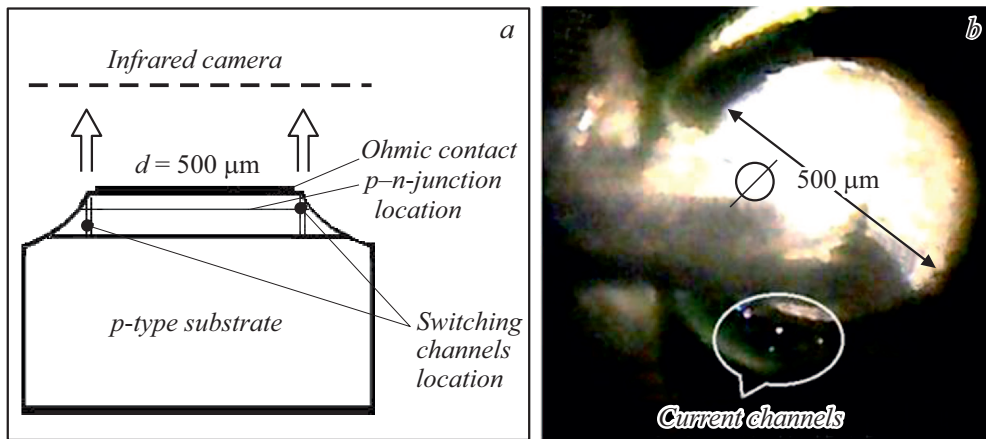 a
Infrared camera
d = 500 μm
Ohmic contact
p–n-junction
location
p-type substrate
Switching
channels
location
b
500 μm
Current channels